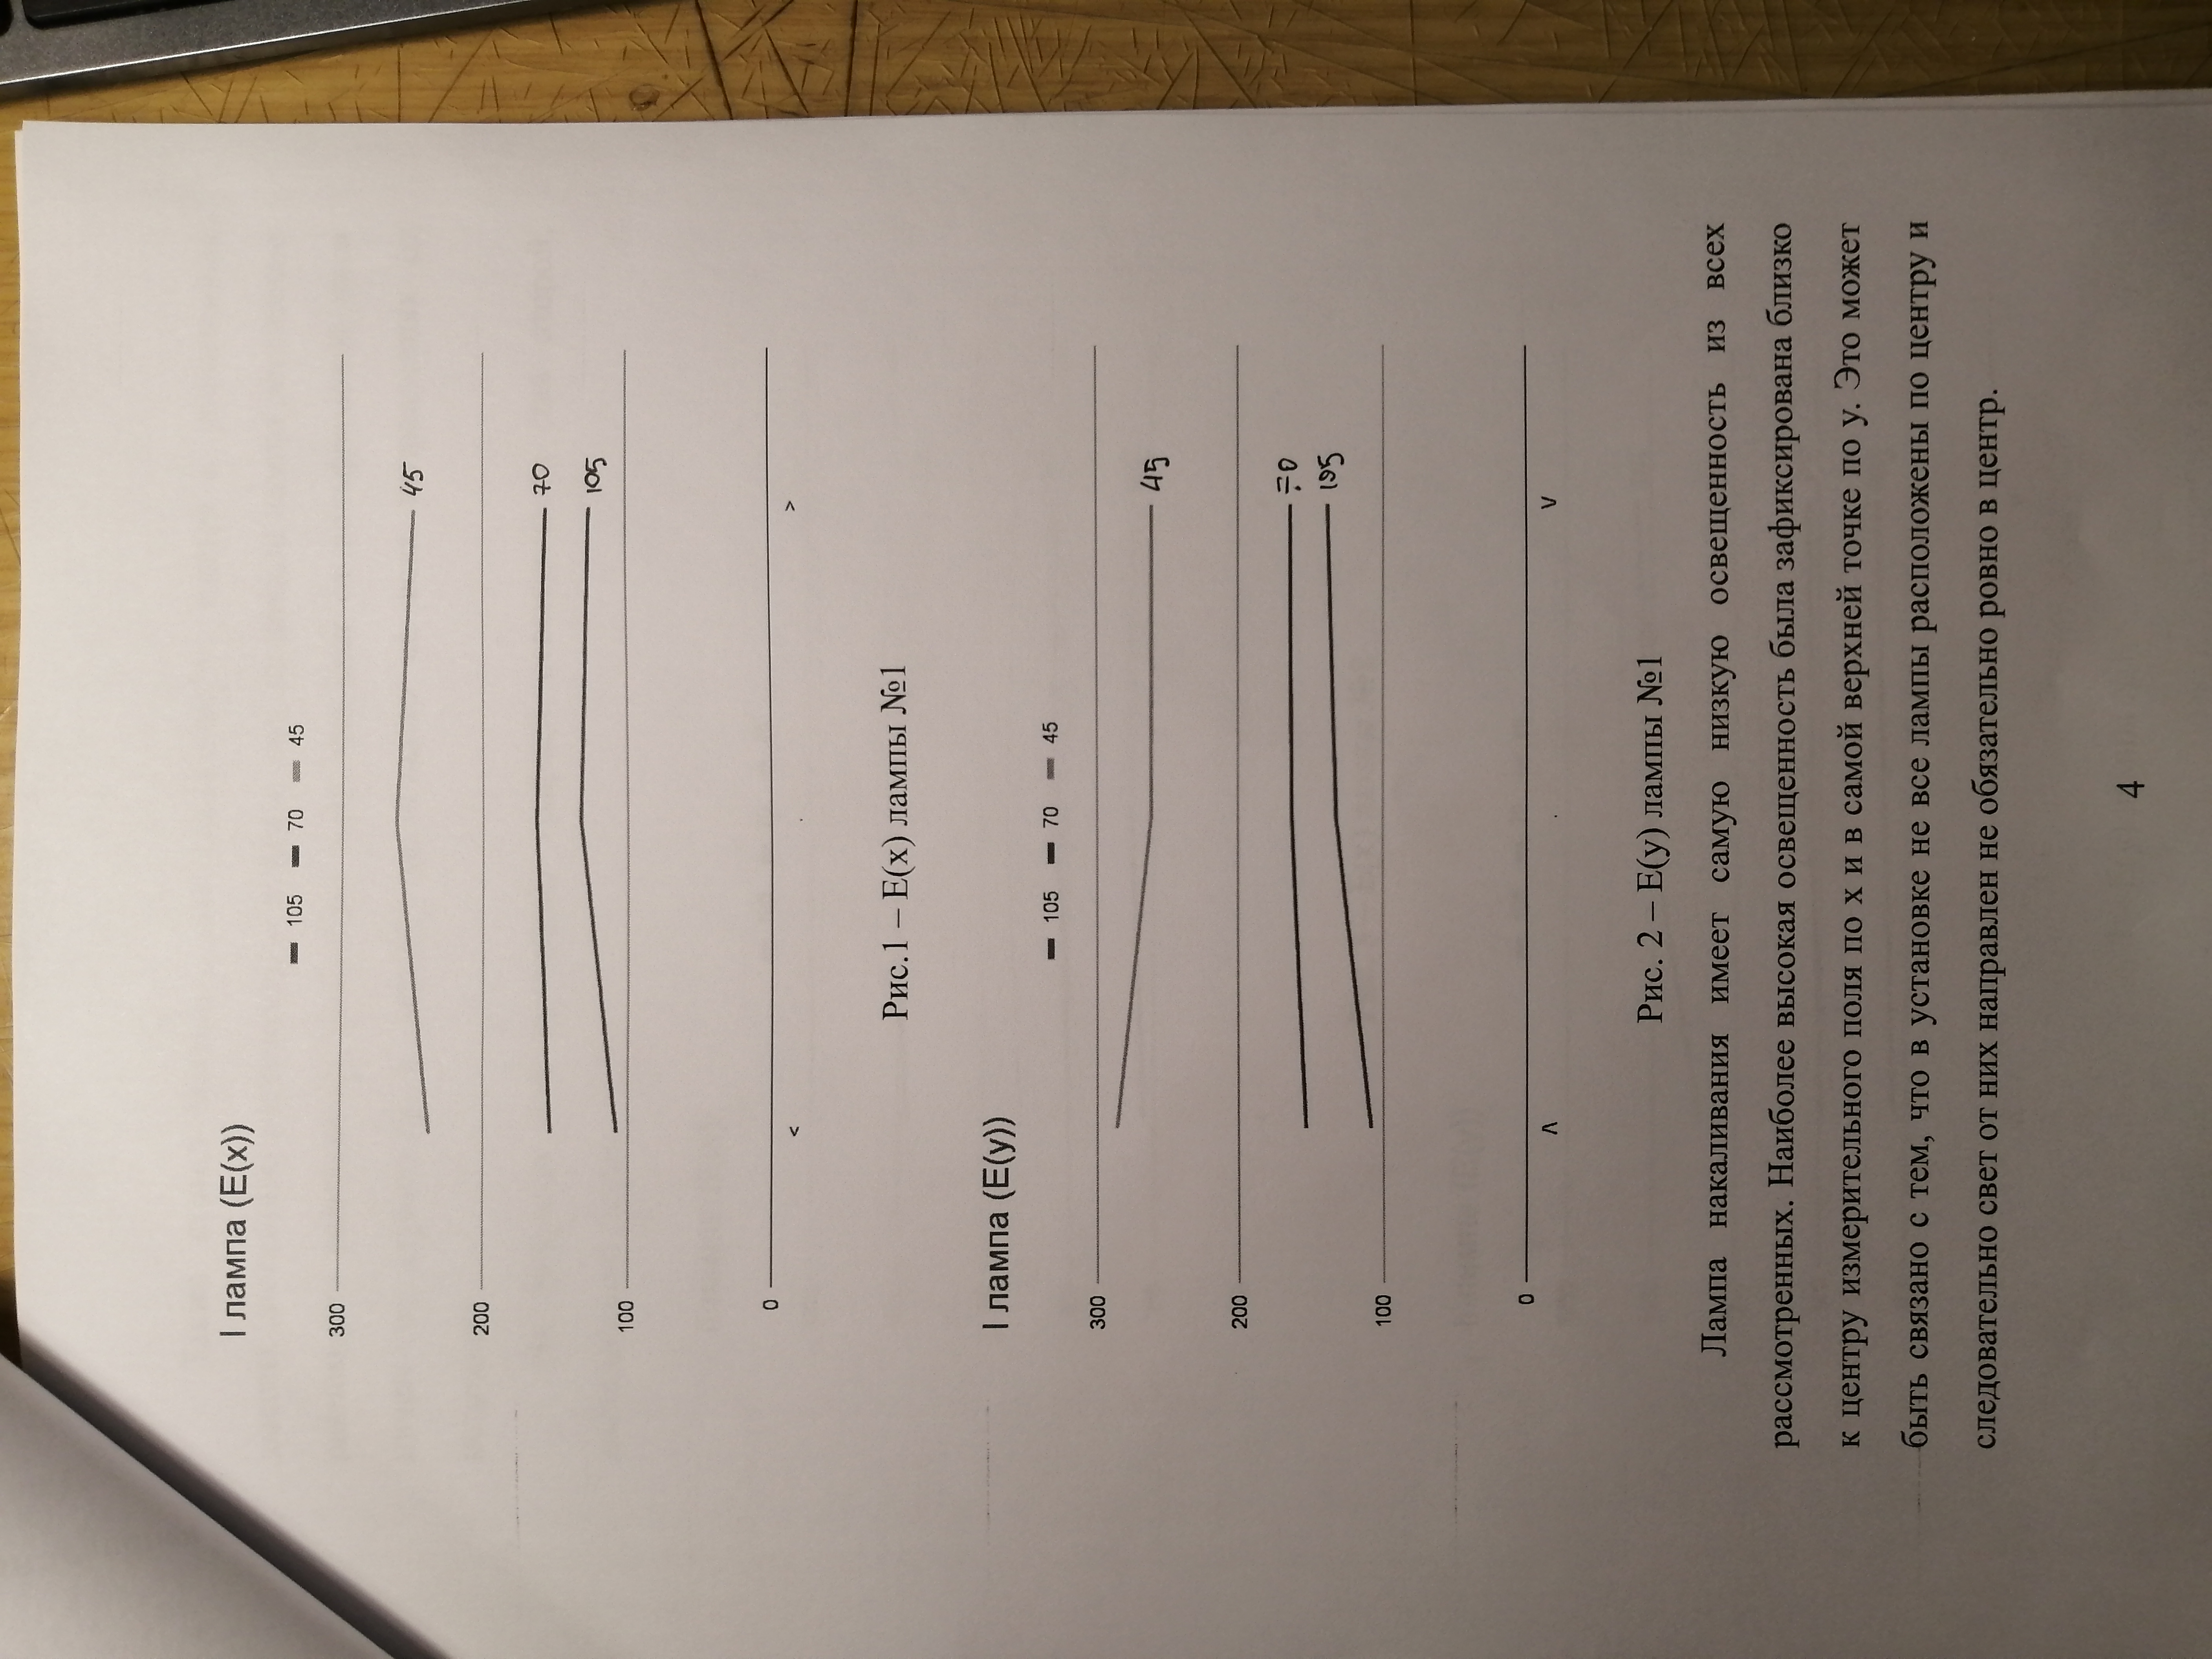 I лампа (E(x))
105 70 45
300
45
200
70
105
100
0
< . >
Рис.1 – E(x) лампы №1
I лампа (E(y))
105 70 45
300
45
200
70
105
100
0
Λ . V
Рис. 2 – E(y) лампы №1
Лампа накаливания имеет самую низкую освещенность из всех
рассмотренных. Наиболее высокая освещенность была зафиксирована близко
к центру измерительного поля по x и в самой верхней точке по y. Это может
быть связано с тем, что в установке не все лампы расположены по центру и
следовательно свет от них направлен не обязательно ровно в центр.
4